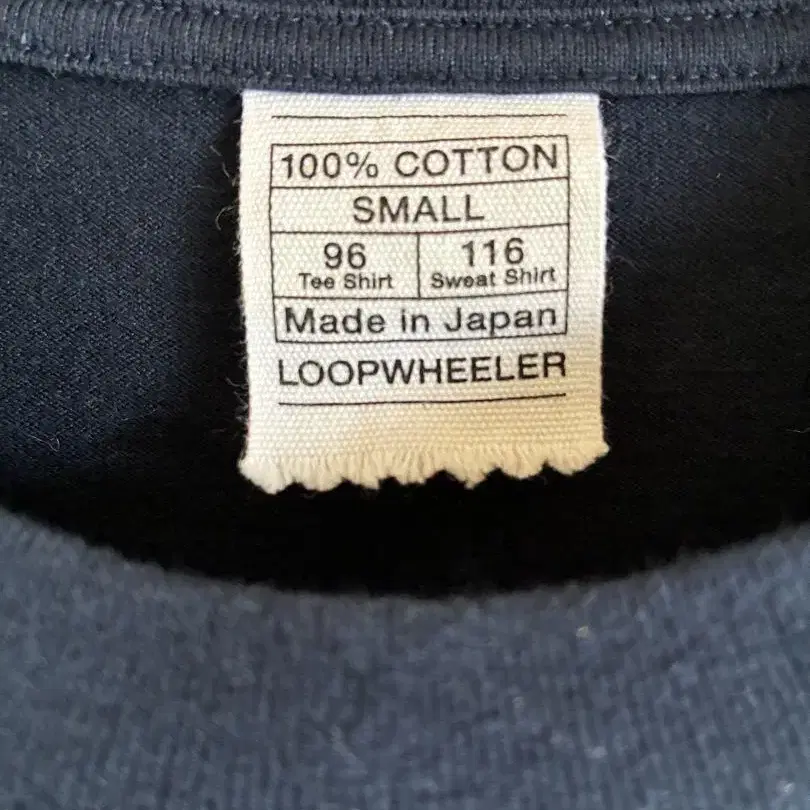 100% COTTON
SMALL
96 116
Tee Shirt Sweat Shirt
Made in Japan
LOOPWHEELER